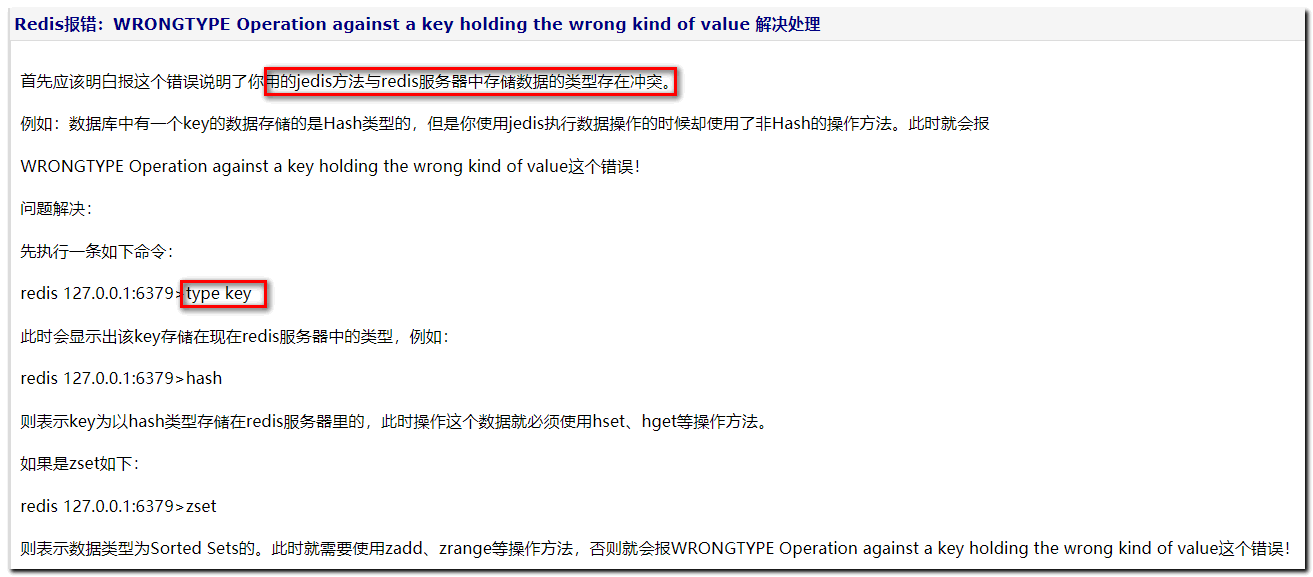 Redis报错：WRONGTYPE Operation against a key holding the wrong kind of value 解决处理
首先应该明白报这个错误说明了你用的jedis方法与redis服务器中存储数据的类型存在冲突。
例如：数据库中有一个key的数据存储的是Hash类型的，但是你使用jedis执行数据操作的时候却使用了非Hash的操作方法。此时就会报
WRONGTYPE Operation against a key holding the wrong kind of value这个错误！
问题解决：
先执行一条如下命令：
redis 127.0.0.1:6379>type key
此时会显示出该key存储在现在redis服务器中的类型，例如：
redis 127.0.0.1:6379>hash
则表示key为以hash类型存储在redis服务器里的，此时操作这个数据就必须使用hset、hget等操作方法。
如果是zset如下：
redis 127.0.0.1:6379>zset
则表示数据类型为Sorted Sets的。此时就需要使用zadd、zrange等操作方法，否则就会报WRONGTYPE Operation against a key holding the wrong kind of value这个错误！